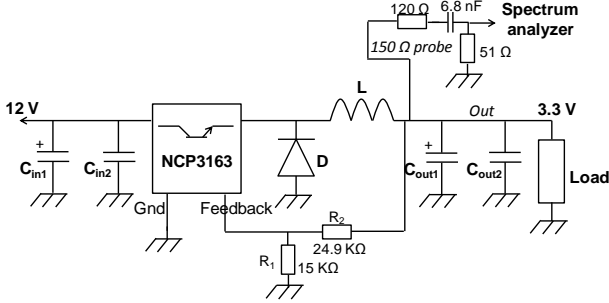 120 Ω
6.8 nF
Spectrum
analyzer
150 Ω probe
51 Ω
L
12 V
Out
3.3 V
+
Cin1
Cin2
NCP3163
D
+
Cout1
Cout2
Load
Gnd
Feedback
R2
24.9 KΩ
R1
15 KΩ